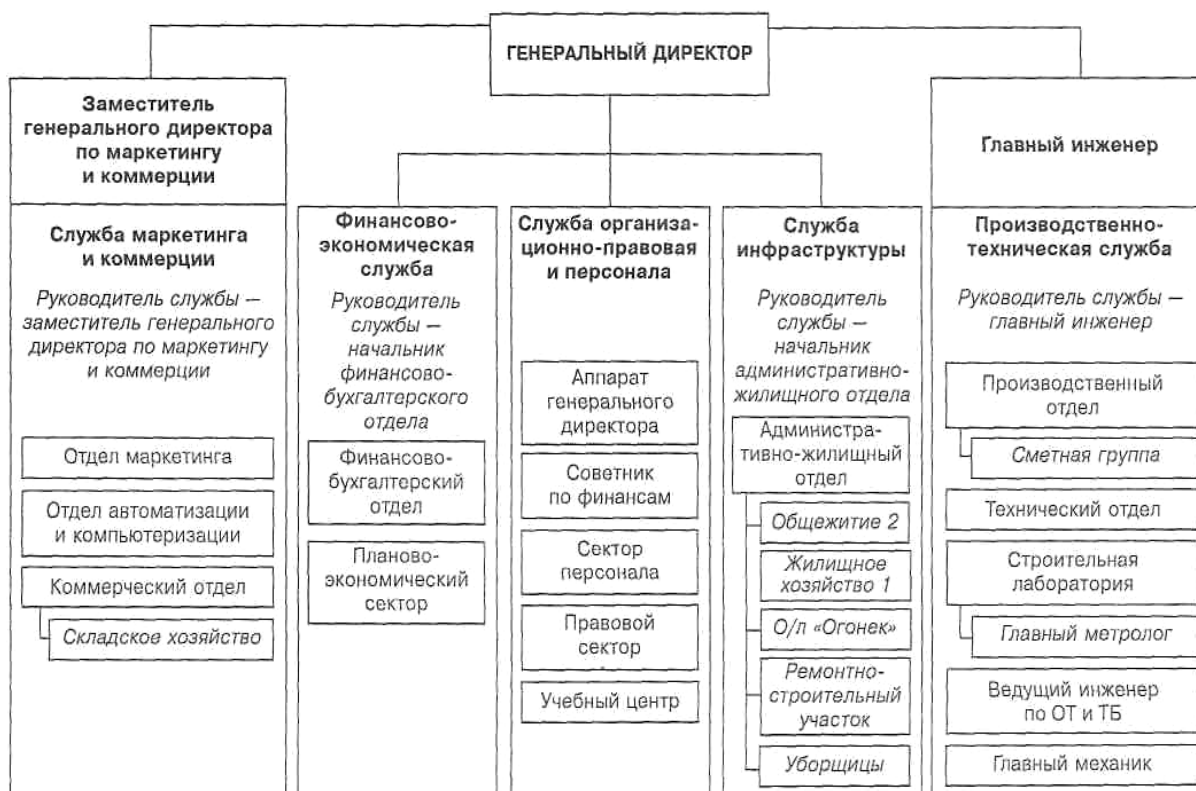 ГЕНЕРАЛЬНЫЙ ДИРЕКТОР
Заместитель
генерального директора
по маркетингу
и коммерции
Главный инженер
Служба маркетинга
и коммерции
Руководитель службы —
заместитель генерального
директора по маркетингу
и коммерции
Отдел маркетинга
Отдел автоматизации
и компьютеризации
Коммерческий отдел
Складское хозяйство
Финансово-
экономическая
служба
Руководитель
службы —
начальник
финансово-
бухгалтерского
отдела
Финансово-
бухгалтерский
отдел
Планово-
экономический
сектор
Служба организа-
ционно-правовая
и персонала
Аппарат
генерального
директора
Советник
по финансам
Сектор
персонала
Правовой
сектор
Учебный центр
Служба
инфраструктуры
Руководитель
службы —
начальник
административно-
жилищного отдела
Администра-
тивно-жилищный
отдел
Общежитие 2
Жилищное
хозяйство 1
О/л «Огонек»
Ремонтно-
строительный
участок
Уборщицы
Производственно-
техническая служба
Руководитель службы —
главный инженер
Производственный
отдел
Сметная группа
Технический отдел
Строительная
лаборатория
Главный метролог
Ведущий инженер
по ОТ и ТБ
Главный механик